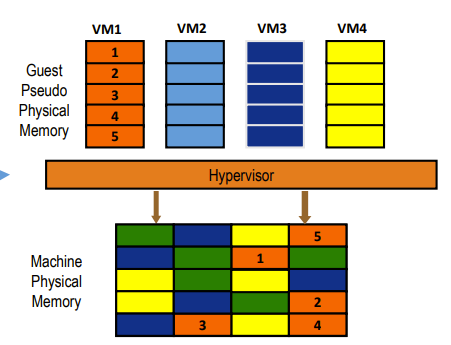 VM1 VM2 VM3 VM4
Guest
Pseudo
Physical
Memory
1
2
3
4
5
Hypervisor
Machine
Physical
Memory
5
1
2
3 4